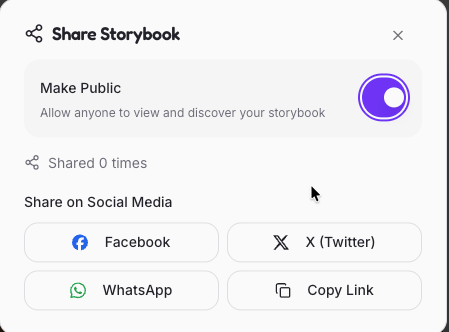 Share Storybook
Make Public
Allow anyone to view and discover your storybook
Shared 0 times
Share on Social Media
Facebook
X (Twitter)
WhatsApp
Copy Link